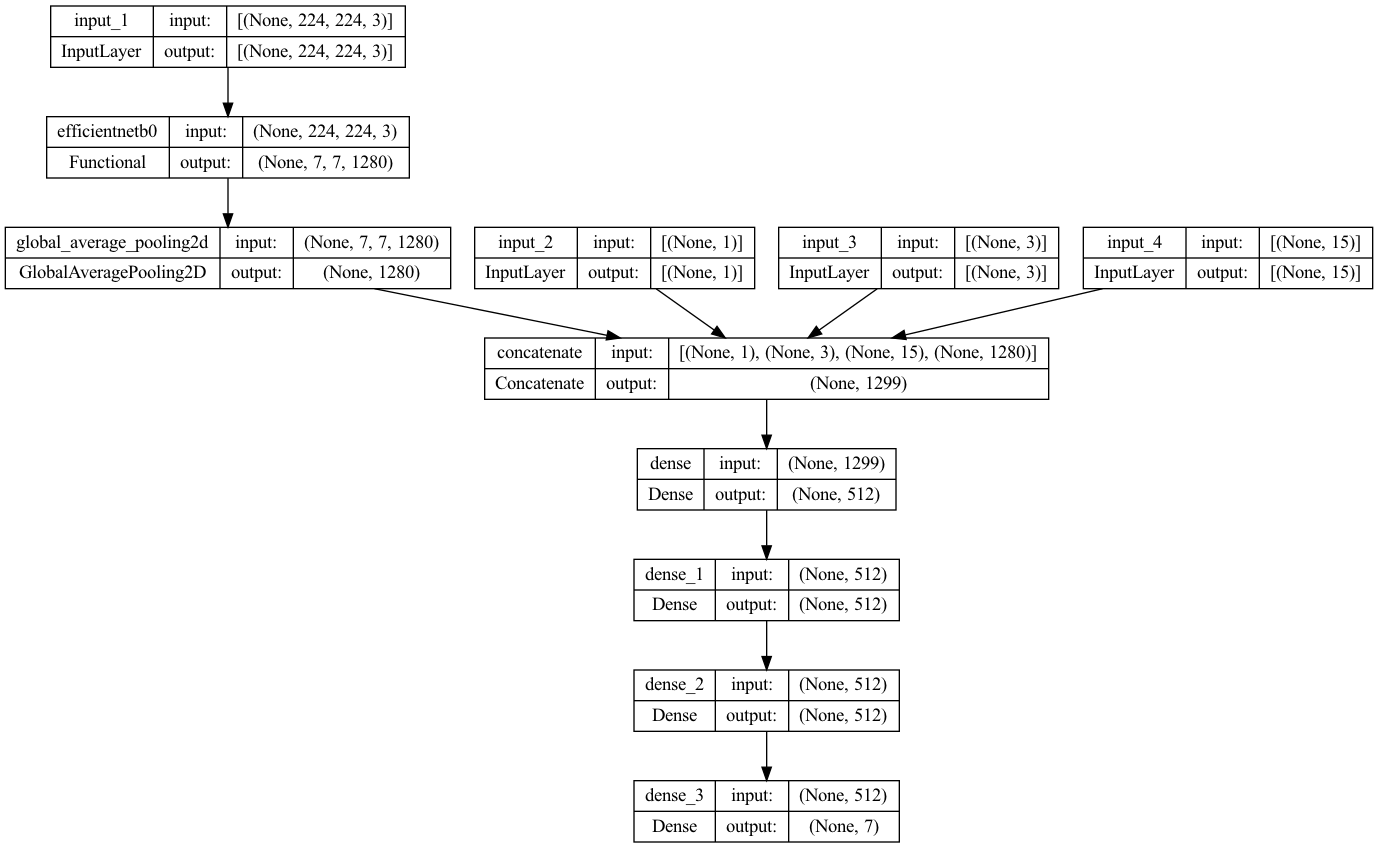 input_1 input: [(None, 224, 224, 3)]
InputLayer output: [(None, 224, 224, 3)]
efficientnetb0 input: (None, 224, 224, 3)
Functional output: (None, 7, 7, 1280)
global_average_pooling2d input: (None, 7, 7, 1280)
GlobalAveragePooling2D output: (None, 1280)
input_2 input: [(None, 1)]
InputLayer output: [(None, 1)]
input_3 input: [(None, 3)]
InputLayer output: [(None, 3)]
input_4 input: [(None, 15)]
InputLayer output: [(None, 15)]
concatenate input: [(None, 1), (None, 3), (None, 15), (None, 1280)]
Concatenate output: (None, 1299)
dense input: (None, 1299)
Dense output: (None, 512)
dense_1 input: (None, 512)
Dense output: (None, 512)
dense_2 input: (None, 512)
Dense output: (None, 512)
dense_3 input: (None, 512)
Dense output: (None, 7)